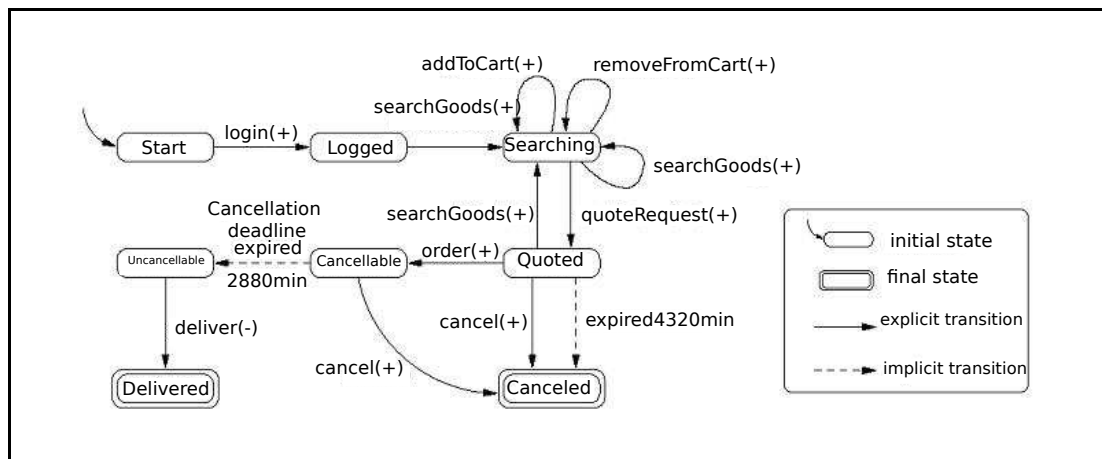 addToCart(+)
removeFromCart(+)
searchGoods(+)
login(+)
Start
Logged
Searching
searchGoods(+)
searchGoods(+)
quoteRequest(+)
Cancellation
deadline
expired
2880min
Uncancellable
Cancellable
order(+)
Quoted
deliver(-)
cancel(+)
cancel(+)
expired4320min
Delivered
Canceled
initial state
final state
explicit transition
implicit transition